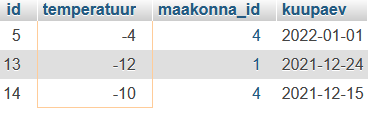 id temperatuur maakonna_id kuupaev
5 -4 4 2022-01-01
13 -12 1 2021-12-24
14 -10 4 2021-12-15